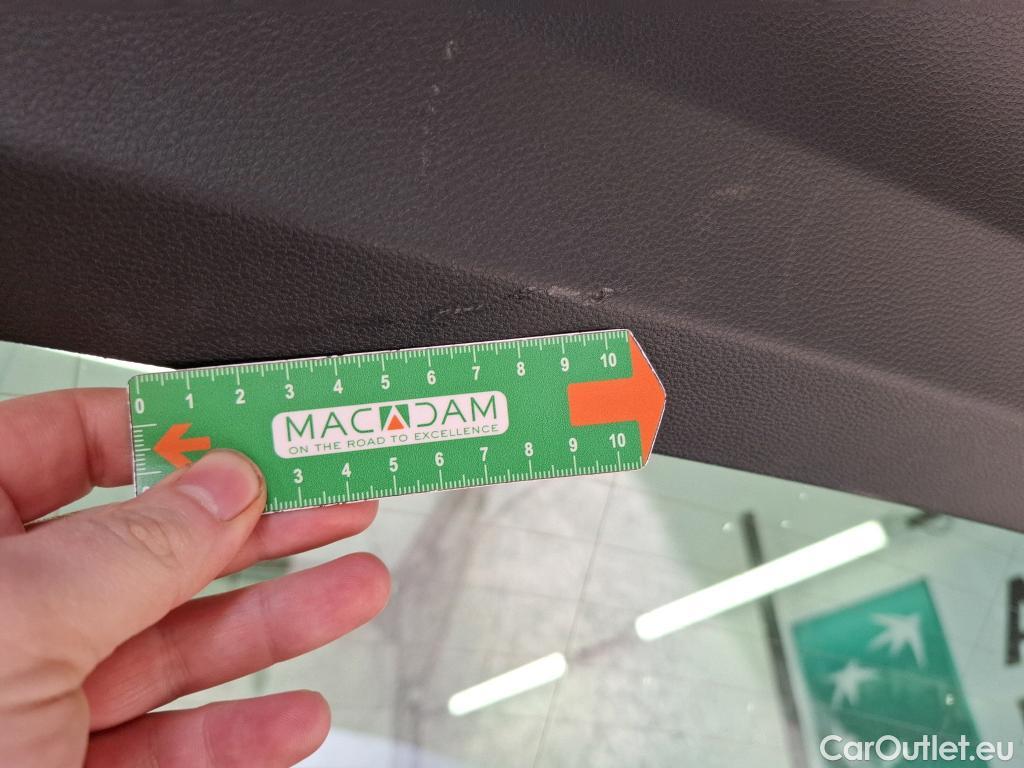 0 1 2 3 4 5 6 7 8 9 10
MACADAM
ON THE ROAD TO EXCELLENCE
3 4 5 6 7 8 9 10
CarOutlet.eu